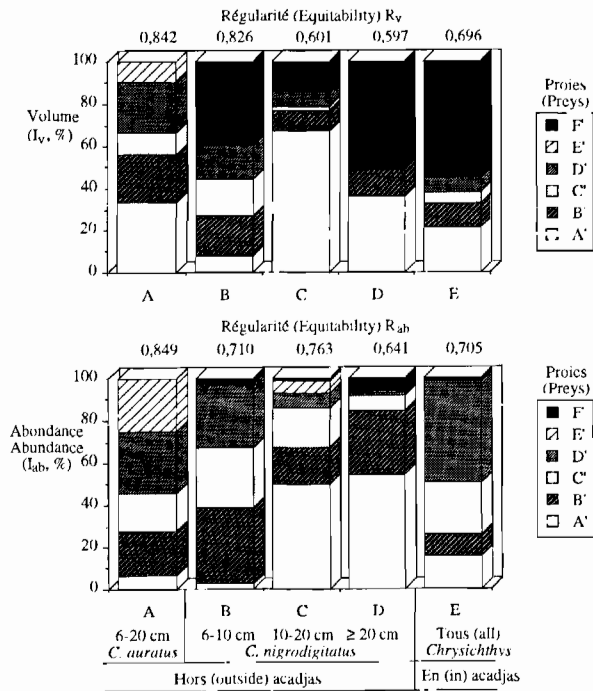 Régularité (Equitability) Rv
0,842 0,826 0,601 0,597 0,696
100
80
Volume
(Iv, %)
60
40
20
0
A B C D E
Proies
(Preys)
F'
E'
D'
C'
B'
A'
Régularité (Equitability) Rab
0,849 0,710 0,763 0,641 0,705
100
80
Abondance
Abundance
(Iab, %)
60
40
20
0
A B C D E
Proies
(Preys)
F'
E'
D'
C'
B'
A'
6-20 cm 6-10 cm 10-20 cm ≥ 20 cm Tous (all)
C. auratus C. nigrodigitatus Chrysichthys
Hors (outside) acadjas En (in) acadjas